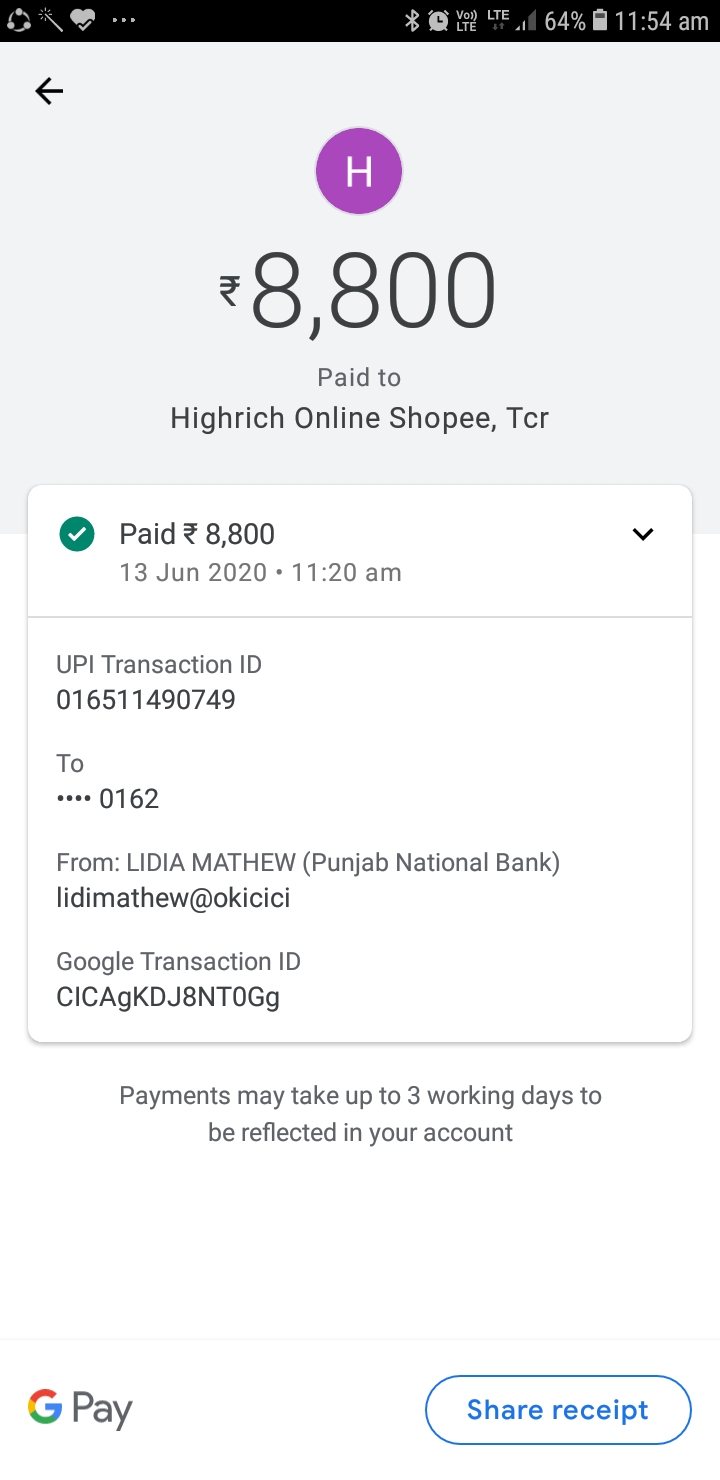 Vo)) LTE LTE 64% 11:54 am
H
₹8,800
Paid to
Highrich Online Shopee, Tcr
Paid ₹ 8,800
13 Jun 2020 • 11:20 am
UPI Transaction ID
016511490749
To
•••• 0162
From: LIDIA MATHEW (Punjab National Bank)
lidimathew@okicici
Google Transaction ID
CICAgKDJ8NT0Gg
Payments may take up to 3 working days to
be reflected in your account
G Pay
Share receipt